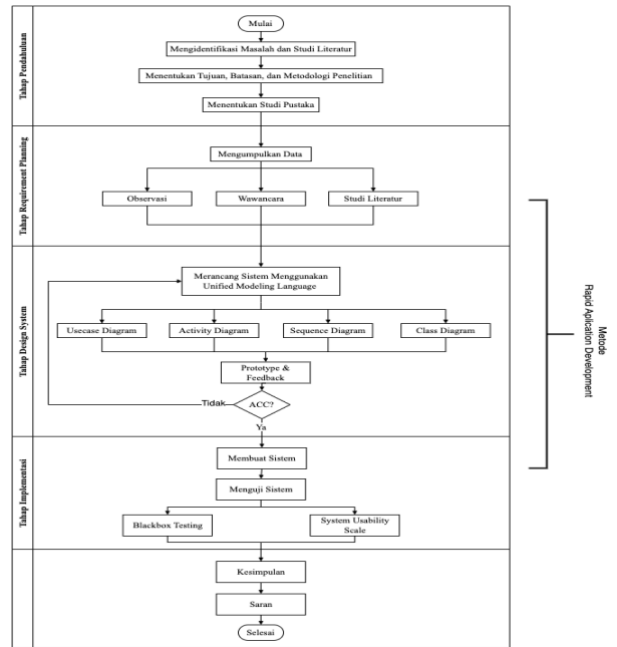 Tahap Pendahuluan
Mulai
Mengidentifikasi Masalah dan Studi Literatur
Menentukan Tujuan, Batasan, dan Metodologi Penelitian
Menentukan Studi Pustaka
Tahap Requirement Planning
Mengumpulkan Data
Observasi
Wawancara
Studi Literatur
Tahap Design System
Merancang Sistem Menggunakan
Unified Modeling Language
Usecase Diagram
Activity Diagram
Sequence Diagram
Class Diagram
Prototype &
Feedback
Tidak
ACC?
Ya
Tahap Implementasi
Membuat Sistem
Menguji Sistem
Blackbox Testing
System Usability
Scale
Kesimpulan
Saran
Selesai
Metode
Rapid Aplication Development